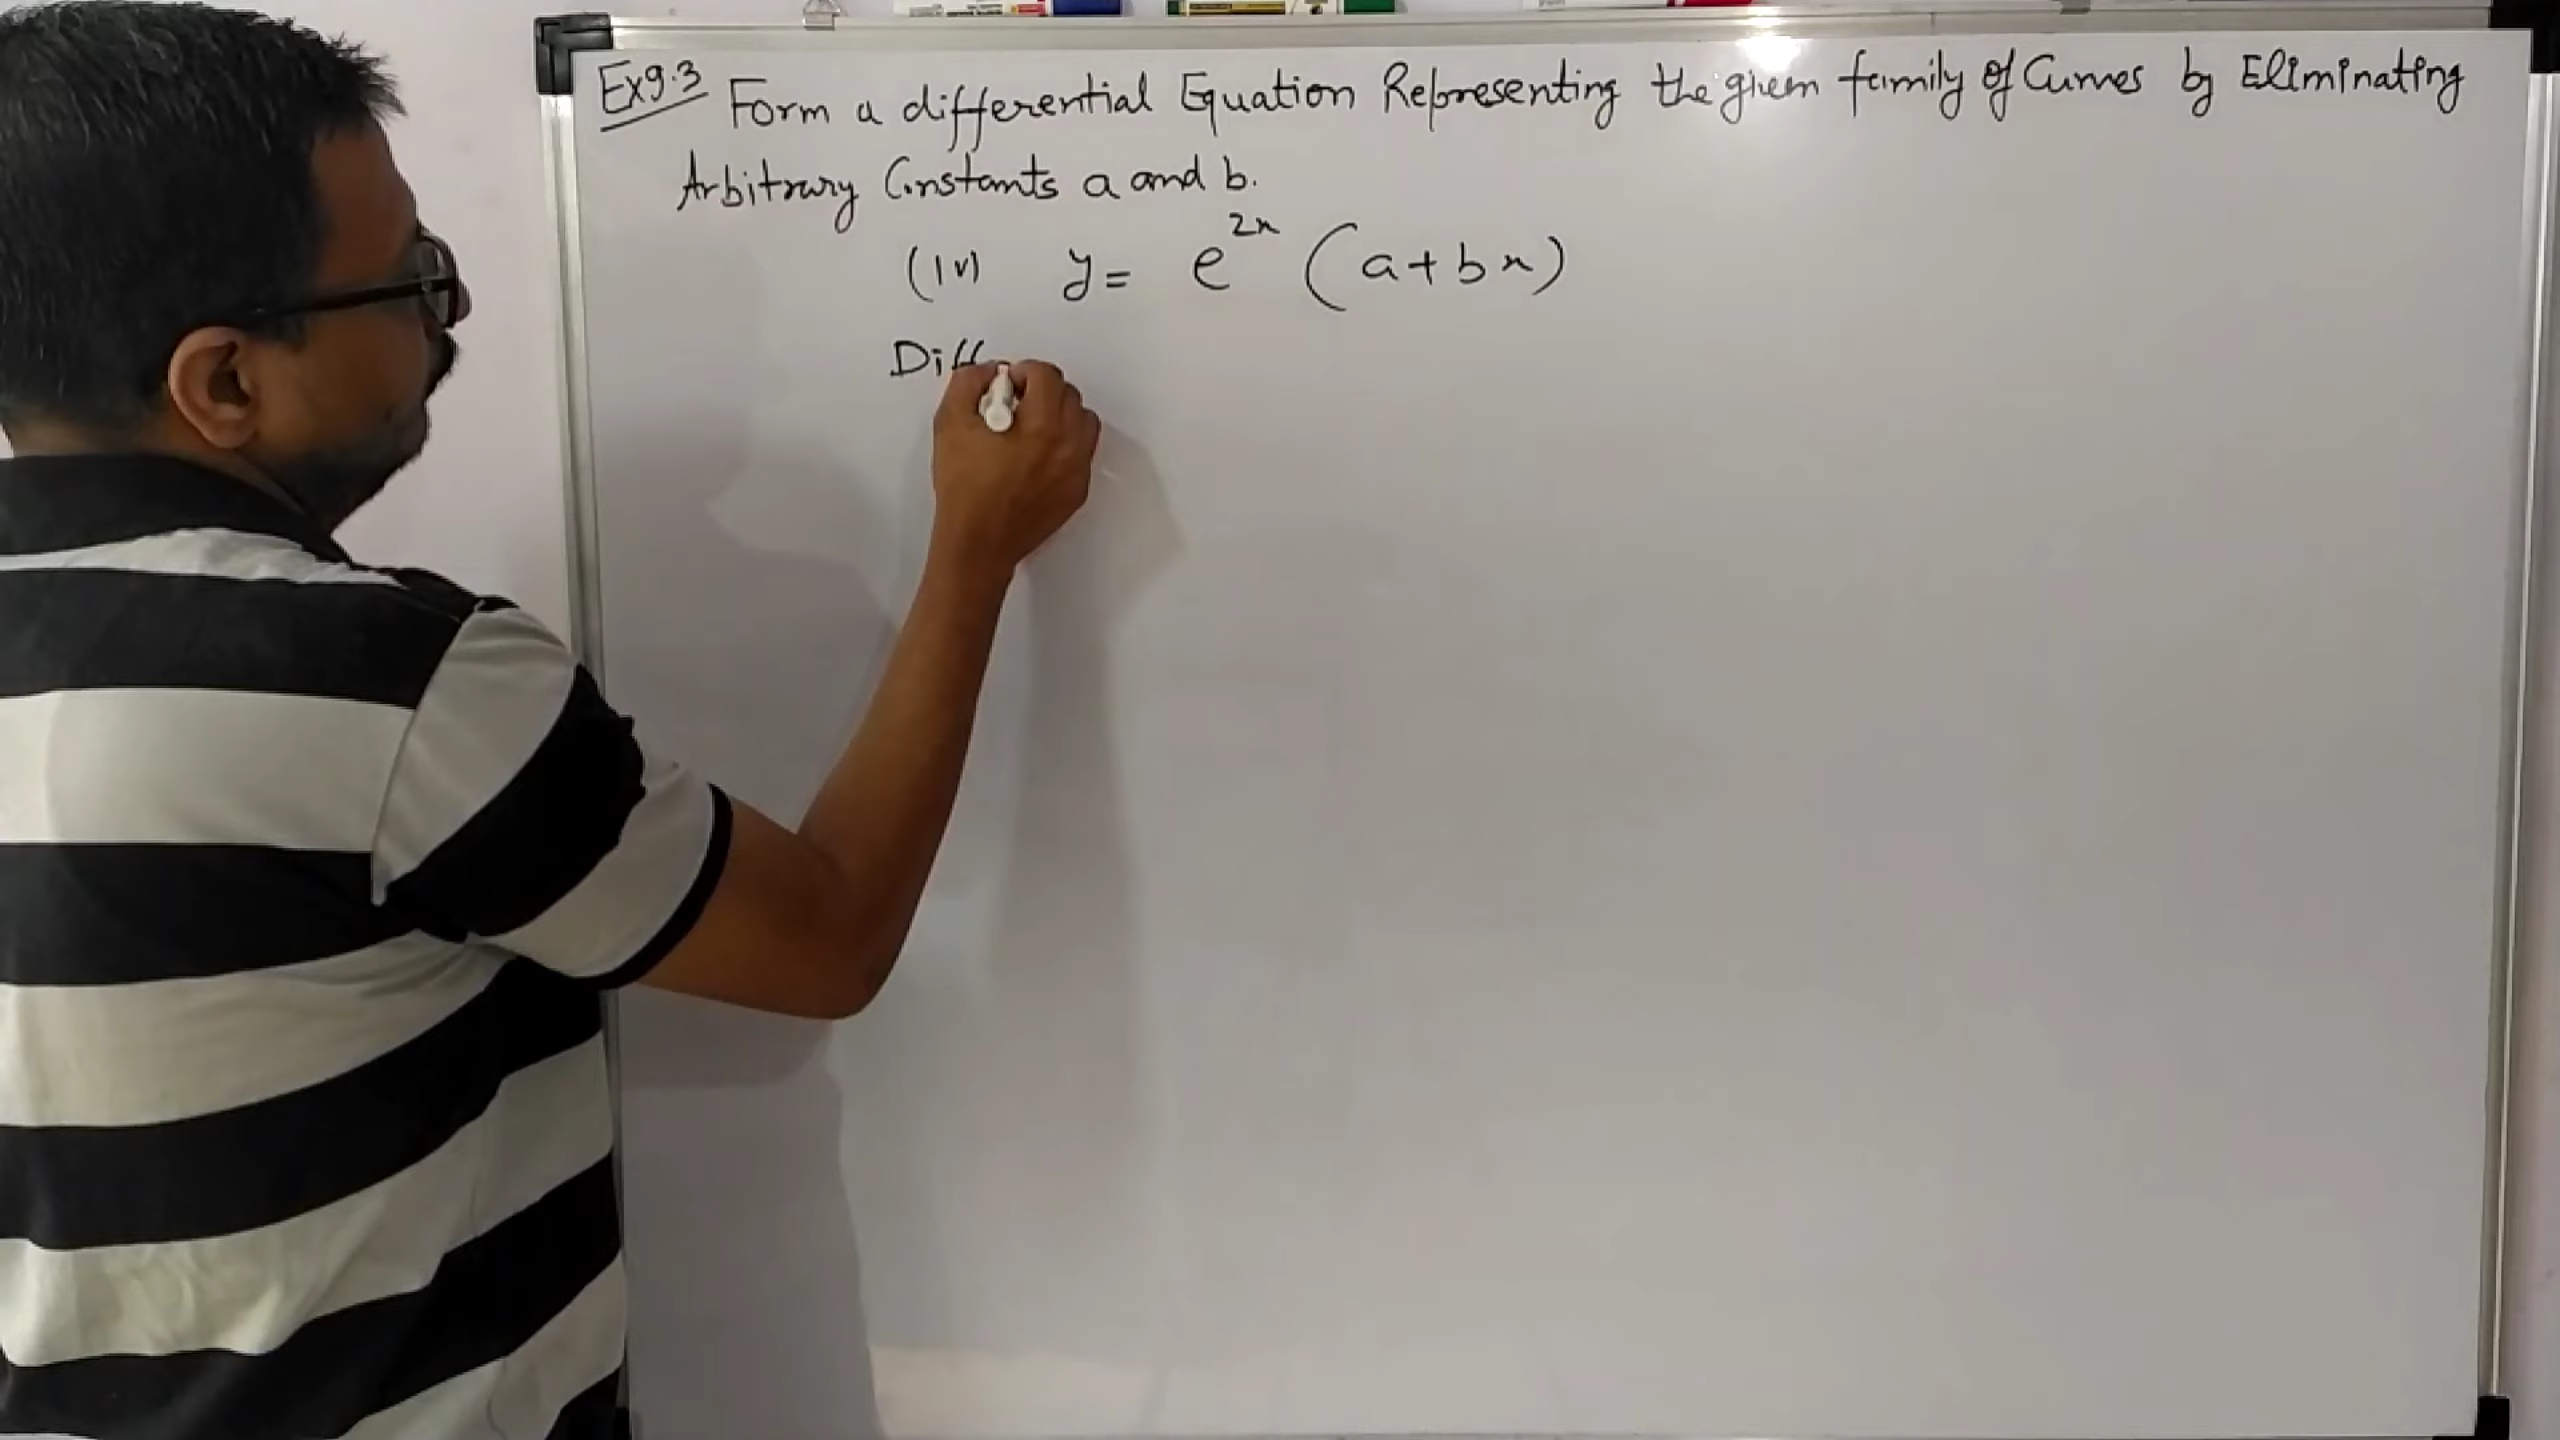 Ex9.3 Form a differential Equation Representing the given family of Curves by Eliminating
Arbitrary Constants a and b.
(iv) y = e^{2x} (a+bx)
Diff